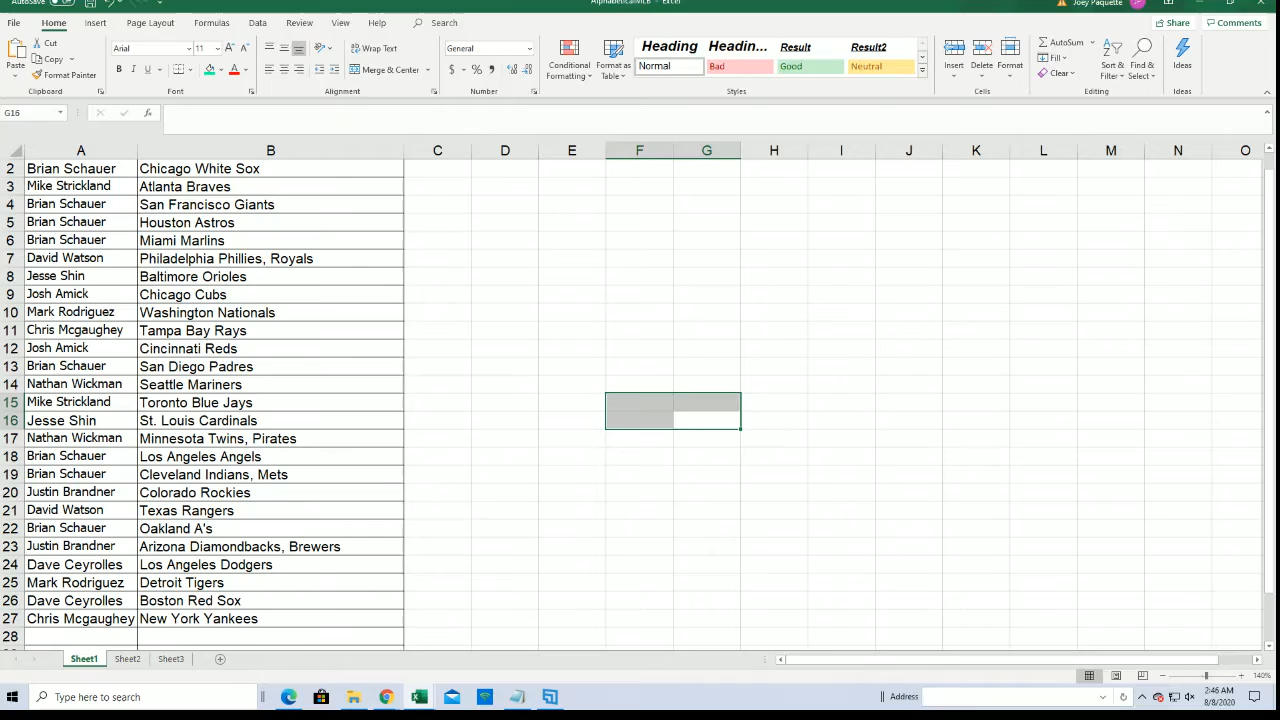 AutoSave Off AlphabeticalMLB - Excel Joey Paquette
File Home Insert Page Layout Formulas Data Review View Help Search Share Comments
Cut Arial 11 Wrap Text General Heading Headin... Result Result2 AutoSum
Copy Fill
Paste Format Painter B I U Merge & Center $ % Conditional Formatting Format as Table Normal Bad Good Neutral Insert Delete Format Clear Sort & Filter Find & Select Ideas
Clipboard Font Alignment Number Styles Cells Editing Ideas
G16 fx
A B C D E F G H I J K L M N O
2 Brian Schauer Chicago White Sox
3 Mike Strickland Atlanta Braves
4 Brian Schauer San Francisco Giants
5 Brian Schauer Houston Astros
6 Brian Schauer Miami Marlins
7 David Watson Philadelphia Phillies, Royals
8 Jesse Shin Baltimore Orioles
9 Josh Amick Chicago Cubs
10 Mark Rodriguez Washington Nationals
11 Chris Mcgaughey Tampa Bay Rays
12 Josh Amick Cincinnati Reds
13 Brian Schauer San Diego Padres
14 Nathan Wickman Seattle Mariners
15 Mike Strickland Toronto Blue Jays
16 Jesse Shin St. Louis Cardinals
17 Nathan Wickman Minnesota Twins, Pirates
18 Brian Schauer Los Angeles Angels
19 Brian Schauer Cleveland Indians, Mets
20 Justin Brandner Colorado Rockies
21 David Watson Texas Rangers
22 Brian Schauer Oakland A's
23 Justin Brandner Arizona Diamondbacks, Brewers
24 Dave Ceyrolles Los Angeles Dodgers
25 Mark Rodriguez Detroit Tigers
26 Dave Ceyrolles Boston Red Sox
27 Chris Mcgaughey New York Yankees
28
Sheet1 Sheet2 Sheet3
140%
Type here to search Address 2:46 AM
8/8/2020